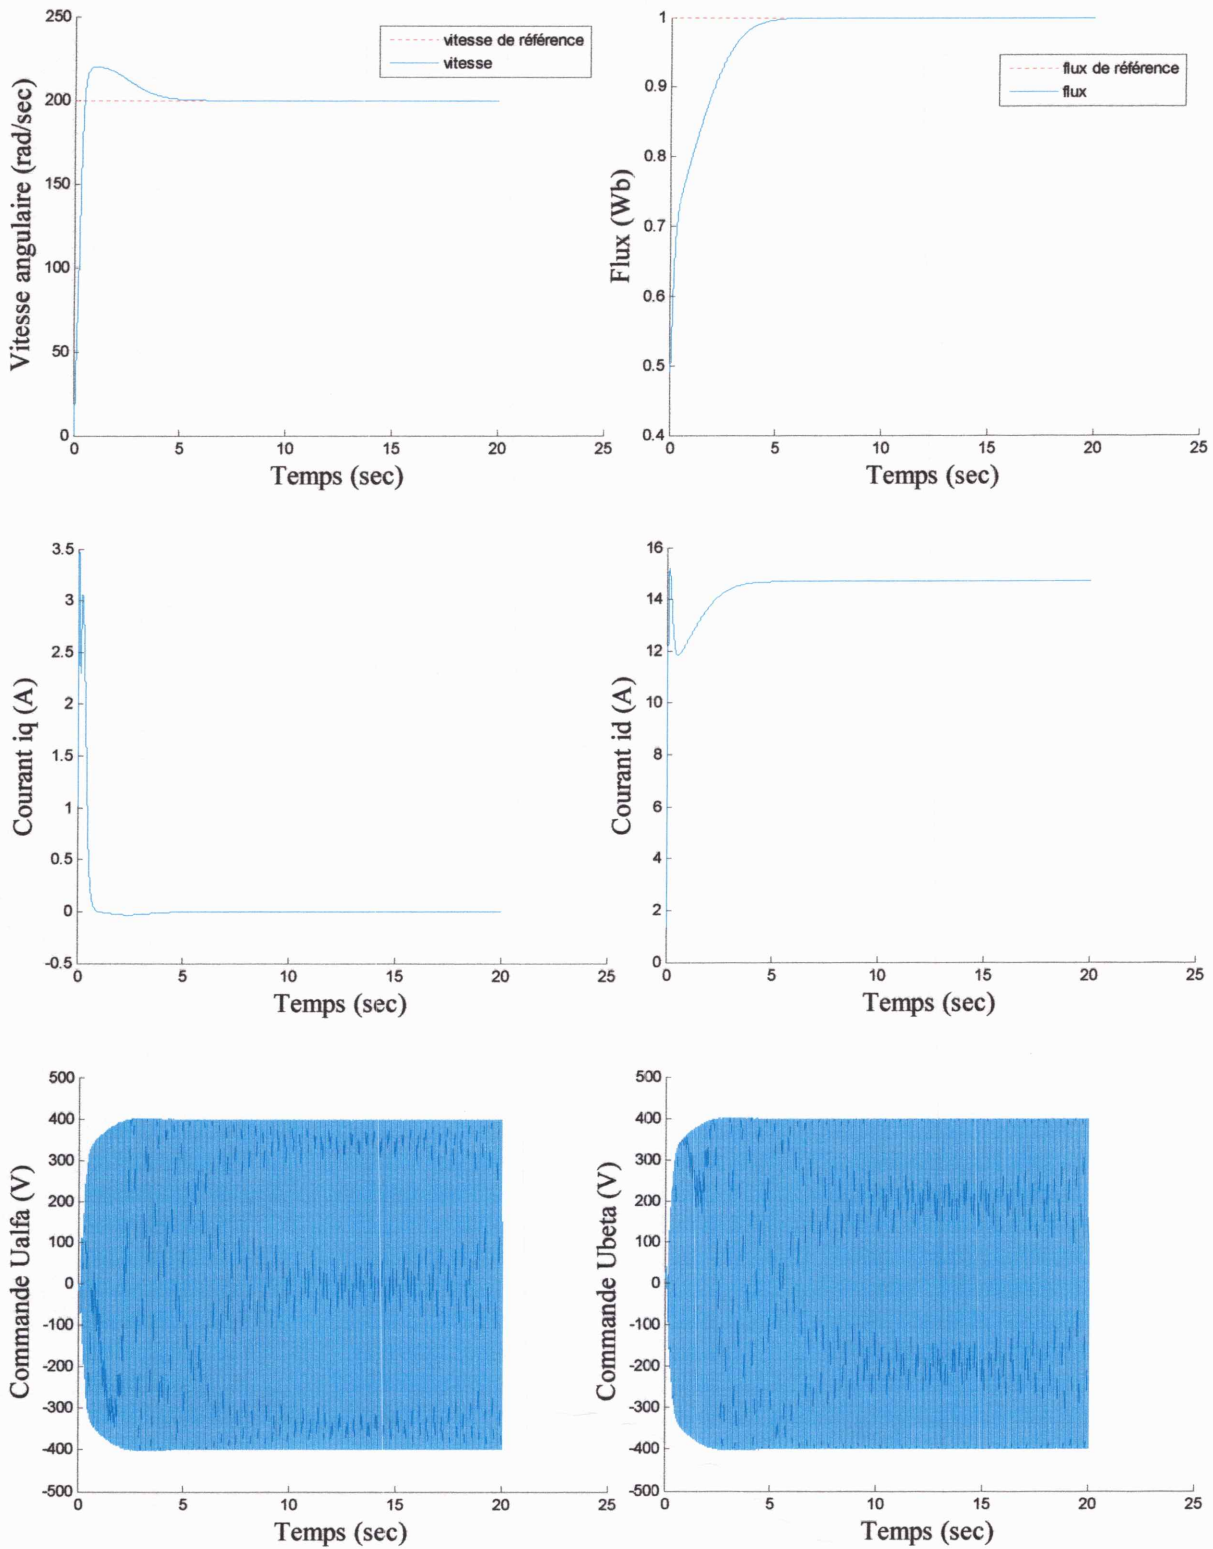 250
200
150
100
50
0
0 5 10 15 20 25
Vitesse angulaire (rad/sec)
Temps (sec)
vitesse de référence
vitesse
1
0.9
0.8
0.7
0.6
0.5
0.4
0 5 10 15 20 25
Flux (Wb)
Temps (sec)
flux de référence
flux
3.5
3
2.5
2
1.5
1
0.5
0
-0.5
0 5 10 15 20 25
Courant iq (A)
Temps (sec)
16
14
12
10
8
6
4
2
0
0 5 10 15 20 25
Courant id (A)
Temps (sec)
500
400
300
200
100
0
-100
-200
-300
-400
-500
0 5 10 15 20 25
Commande Ualfa (V)
Temps (sec)
500
400
300
200
100
0
-100
-200
-300
-400
-500
0 5 10 15 20 25
Commande Ubeta (V)
Temps (sec)